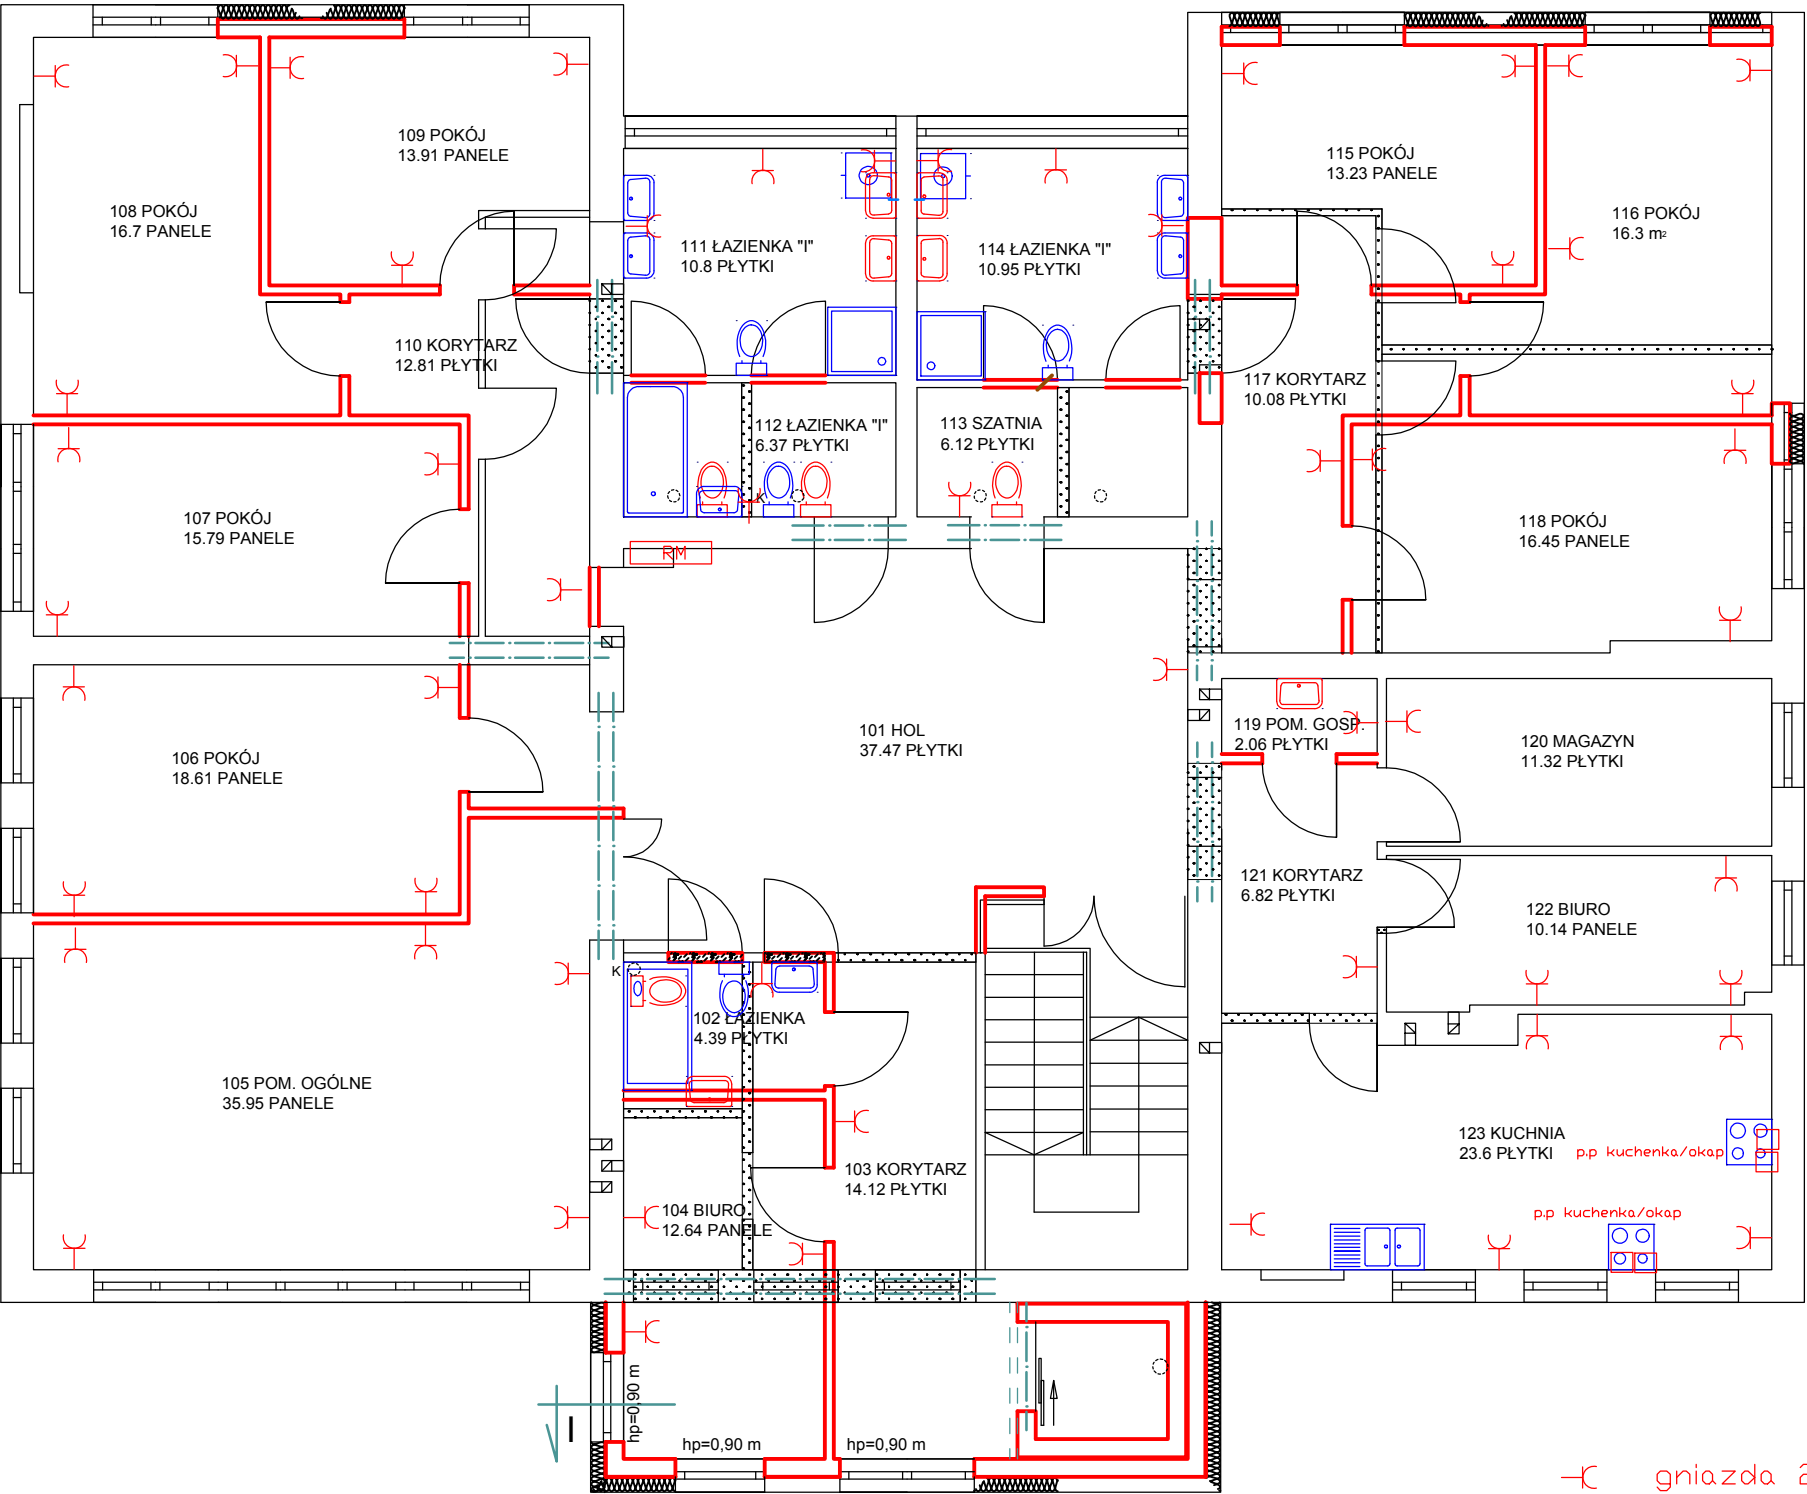 109 POKÓJ
13.91 PANELE
108 POKÓJ
16.7 PANELE
115 POKÓJ
13.23 PANELE
116 POKÓJ
16.3 m²
111 ŁAZIENKA "I"
10.8 PŁYTKI
114 ŁAZIENKA "I"
10.95 PŁYTKI
110 KORYTARZ
12.81 PŁYTKI
117 KORYTARZ
10.08 PŁYTKI
112 ŁAZIENKA "I"
6.37 PŁYTKI
113 SZATNIA
6.12 PŁYTKI
K
107 POKÓJ
15.79 PANELE
118 POKÓJ
16.45 PANELE
RM
101 HOL
37.47 PŁYTKI
119 POM. GOSP.
2.06 PŁYTKI
120 MAGAZYN
11.32 PŁYTKI
106 POKÓJ
18.61 PANELE
121 KORYTARZ
6.82 PŁYTKI
122 BIURO
10.14 PANELE
K
102 ŁAZIENKA
4.39 PŁYTKI
105 POM. OGÓLNE
35.95 PANELE
123 KUCHNIA
23.6 PŁYTKI
p.p kuchenka/okap
103 KORYTARZ
14.12 PŁYTKI
104 BIURO
12.64 PANELE
p.p kuchenka/okap
hp=0,90 m
I
hp=0,90 m
hp=0,90 m
gniazda 2